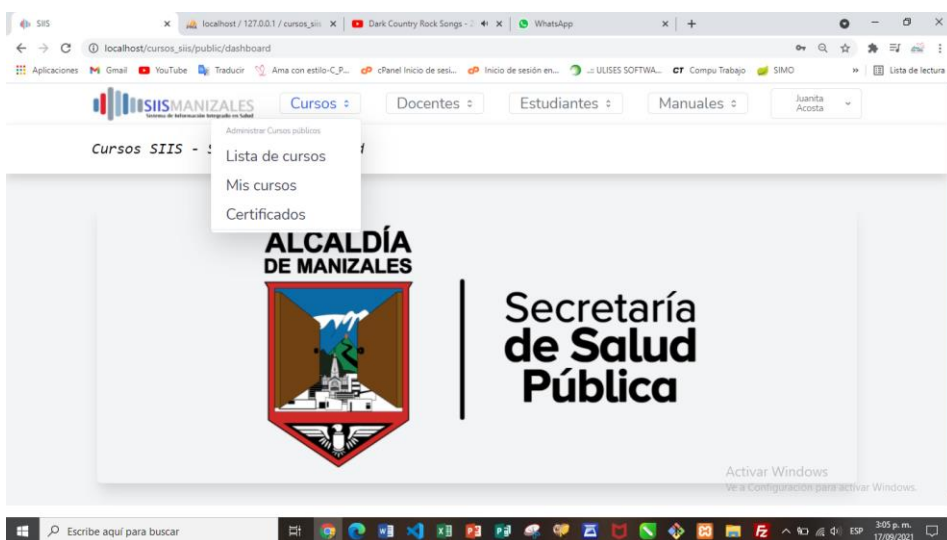 SIIS
localhost / 127.0.0.1 / cursos_siis
Dark Country Rock Songs - 2
WhatsApp
localhost/cursos_siis/public/dashboard
Aplicaciones Gmail YouTube Traducir Ama con estilo-C_P... cPanel Inicio de sesi... Inicio de sesión en... .:: ULISES SOFTWA... CT Compu Trabajo SIMO » Lista de lectura
SIISMANIZALES
Sistema de Información Integrado en Salud
Cursos Docentes Estudiantes Manuales
Juanita
Acosta
Administrar Cursos públicos
Cursos SIIS -
Lista de cursos
Mis cursos
Certificados
ALCALDÍA
DE MANIZALES
Secretaría
de Salud
Pública
Activar Windows
Ve a Configuración para activar Windows.
Escribe aquí para buscar
ESP
3:05 p. m.
17/09/2021